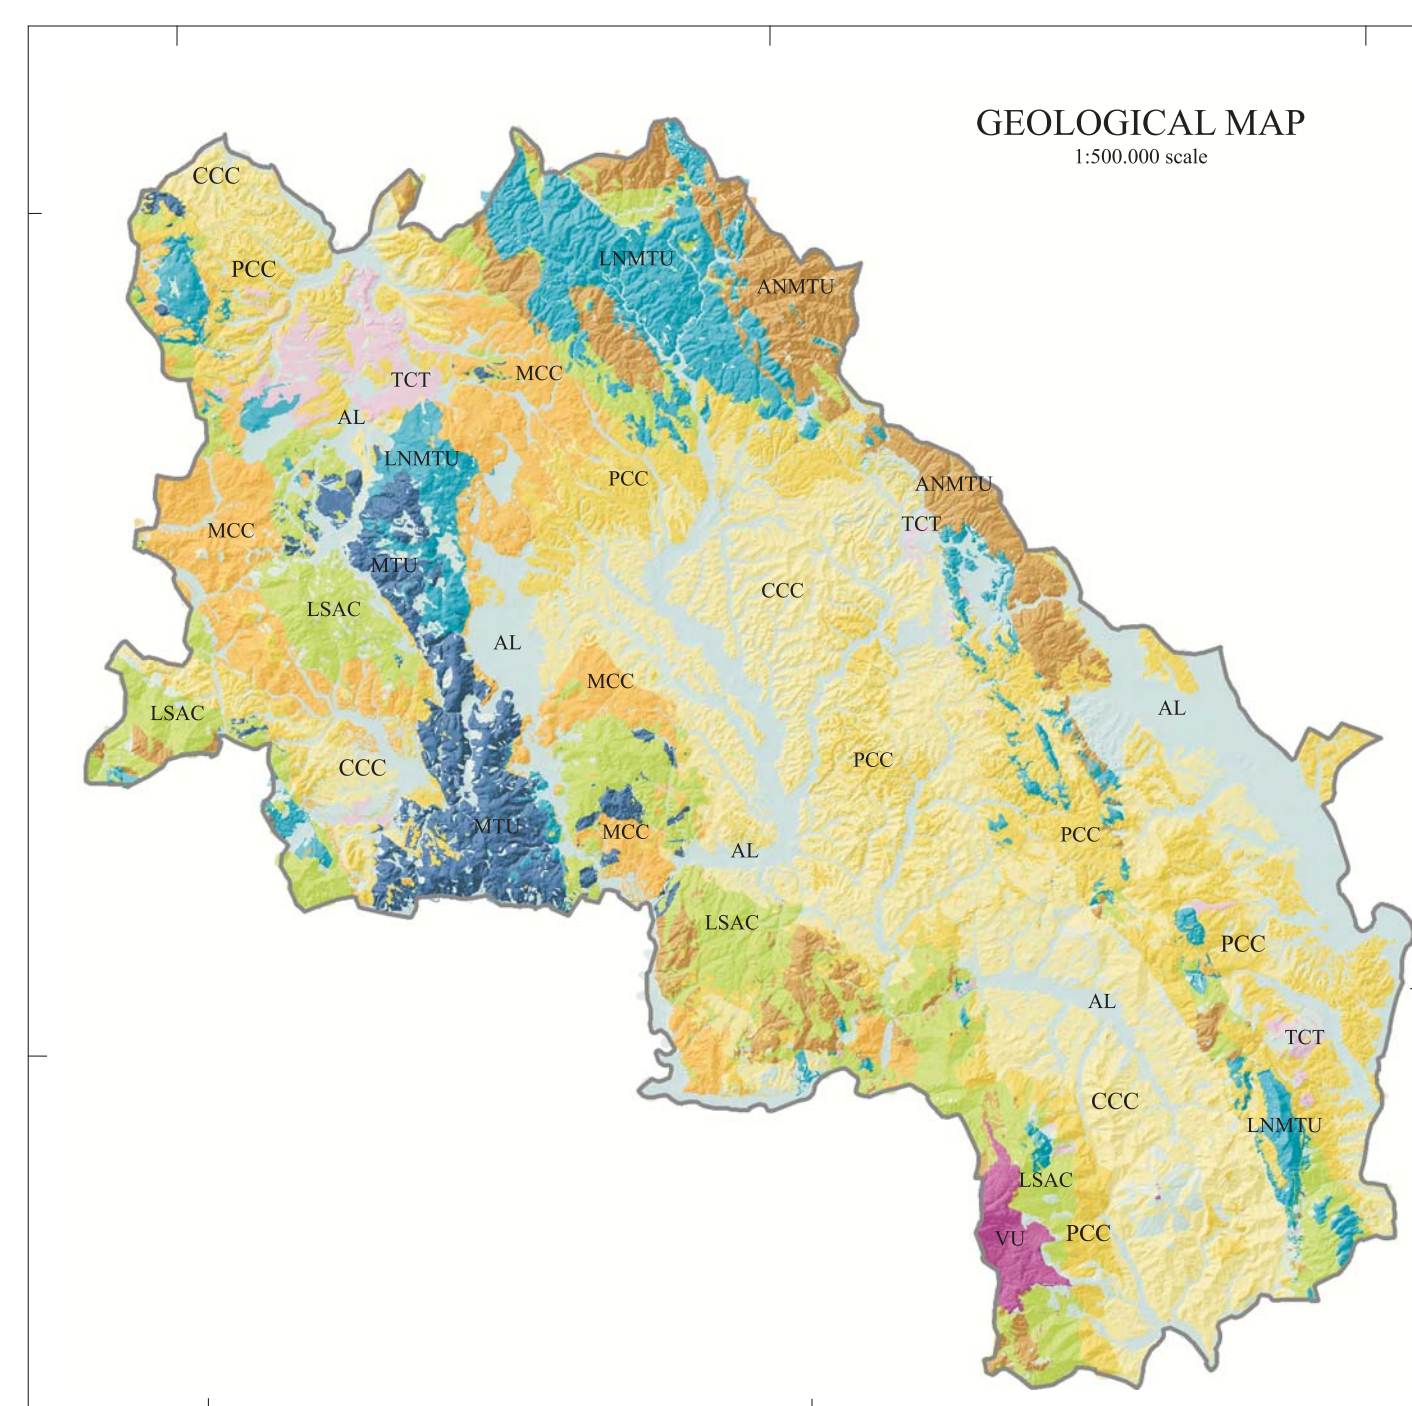 GEOLOGICAL MAP
1:500.000 scale
CCC
LNMTU
PCC
ANMTU
MCC
TCT
AL
LNMTU
PCC
ANMTU
TCT
MCC
MTU
CCC
LSAC
AL
MCC
AL
LSAC
PCC
CCC
MTU
MCC
PCC
AL
LSAC
PCC
AL
TCT
CCC
LNMTU
LSAC
PCC
VU